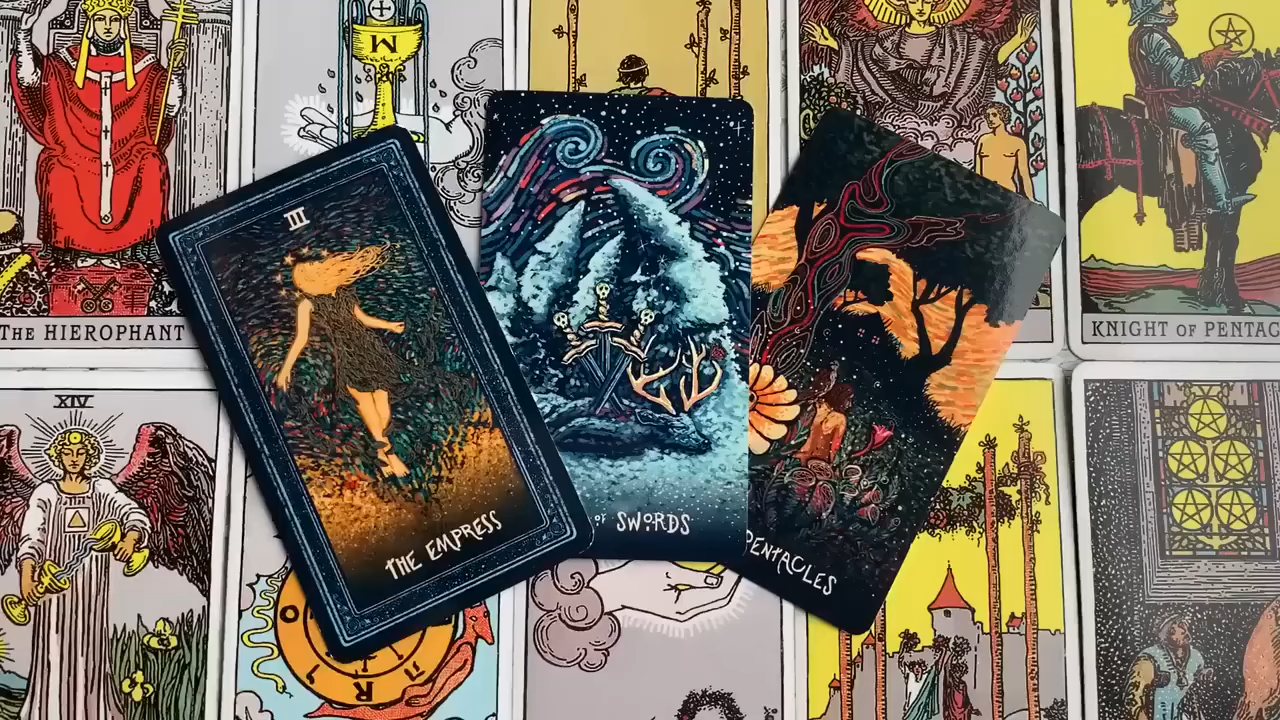 THE HIEROPHANT
III
THE EMPRESS
OF SWORDS
PENTACLES
KNIGHT OF PENTAC
XIV